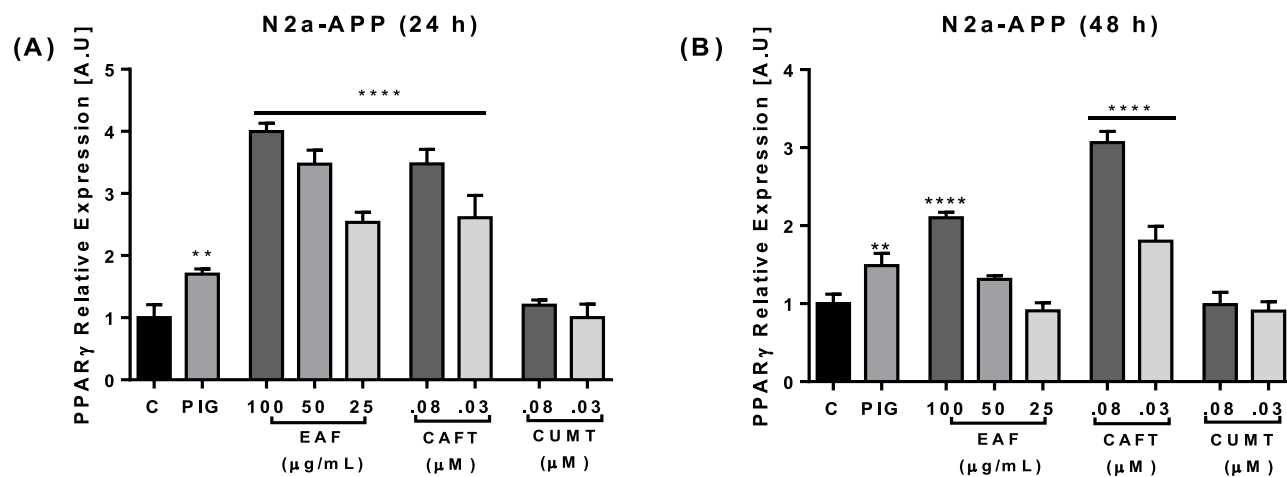 (A)
N2a-APP (24 h)
PPARγ Relative Expression [A.U]
5
4
3
2
1
0
**
****
C PIG 100 50 25 .08 .03 .08 .03
EAF CAFT CUMT
(μg/mL) (μM) (μM)
(B)
N2a-APP (48 h)
PPARγ Relative Expression [A.U]
4
3
2
1
0
**
****
****
C PIG 100 50 25 .08 .03 .08 .03
EAF CAFT CUMT
(μg/mL) (μM) (μM)